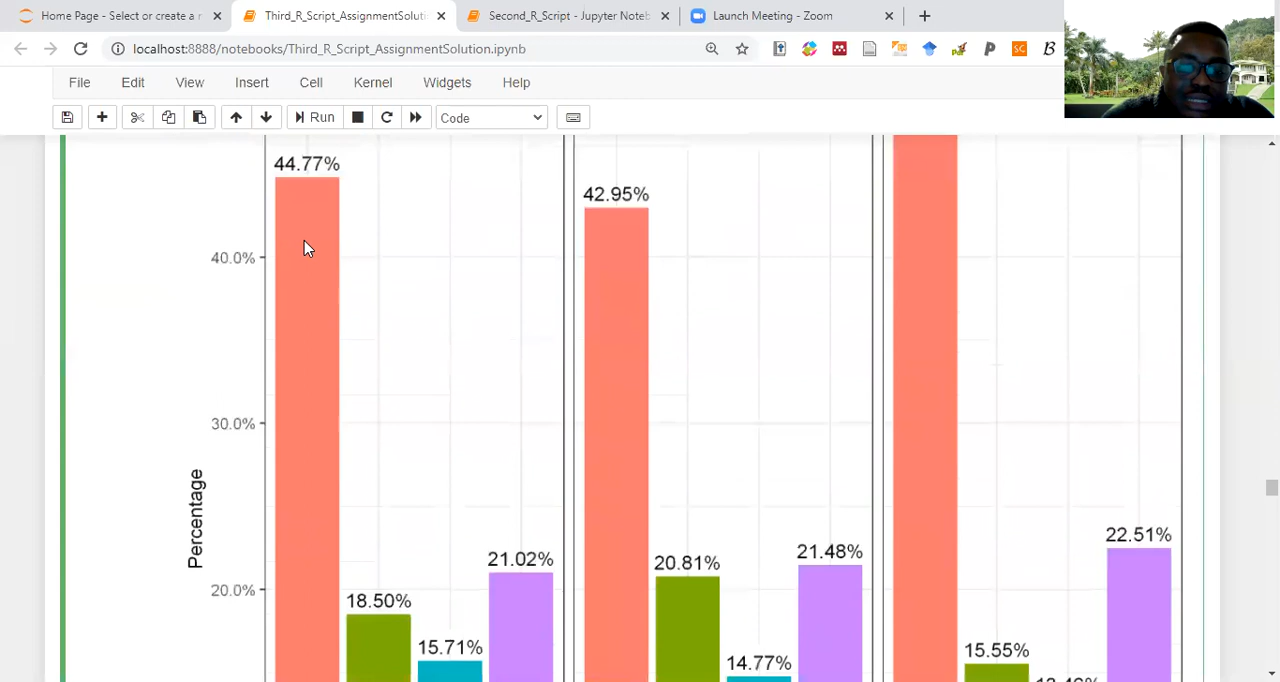 Home Page - Select or create a r
Third_R_Script_AssignmentSoluti
Second_R_Script - Jupyter Noteb
Launch Meeting - Zoom
localhost:8888/notebooks/Third_R_Script_AssignmentSolution.ipynb
SC
File Edit View Insert Cell Kernel Widgets Help
Run
Code
44.77%
42.95%
40.0%
30.0%
Percentage
22.51%
21.48%
21.02%
20.81%
20.0%
18.50%
15.71%
15.55%
14.77%